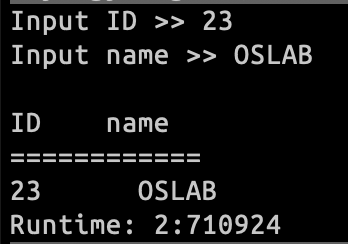 Input ID >> 23
Input name >> OSLAB

ID    name
============
23      OSLAB
Runtime: 2:710924